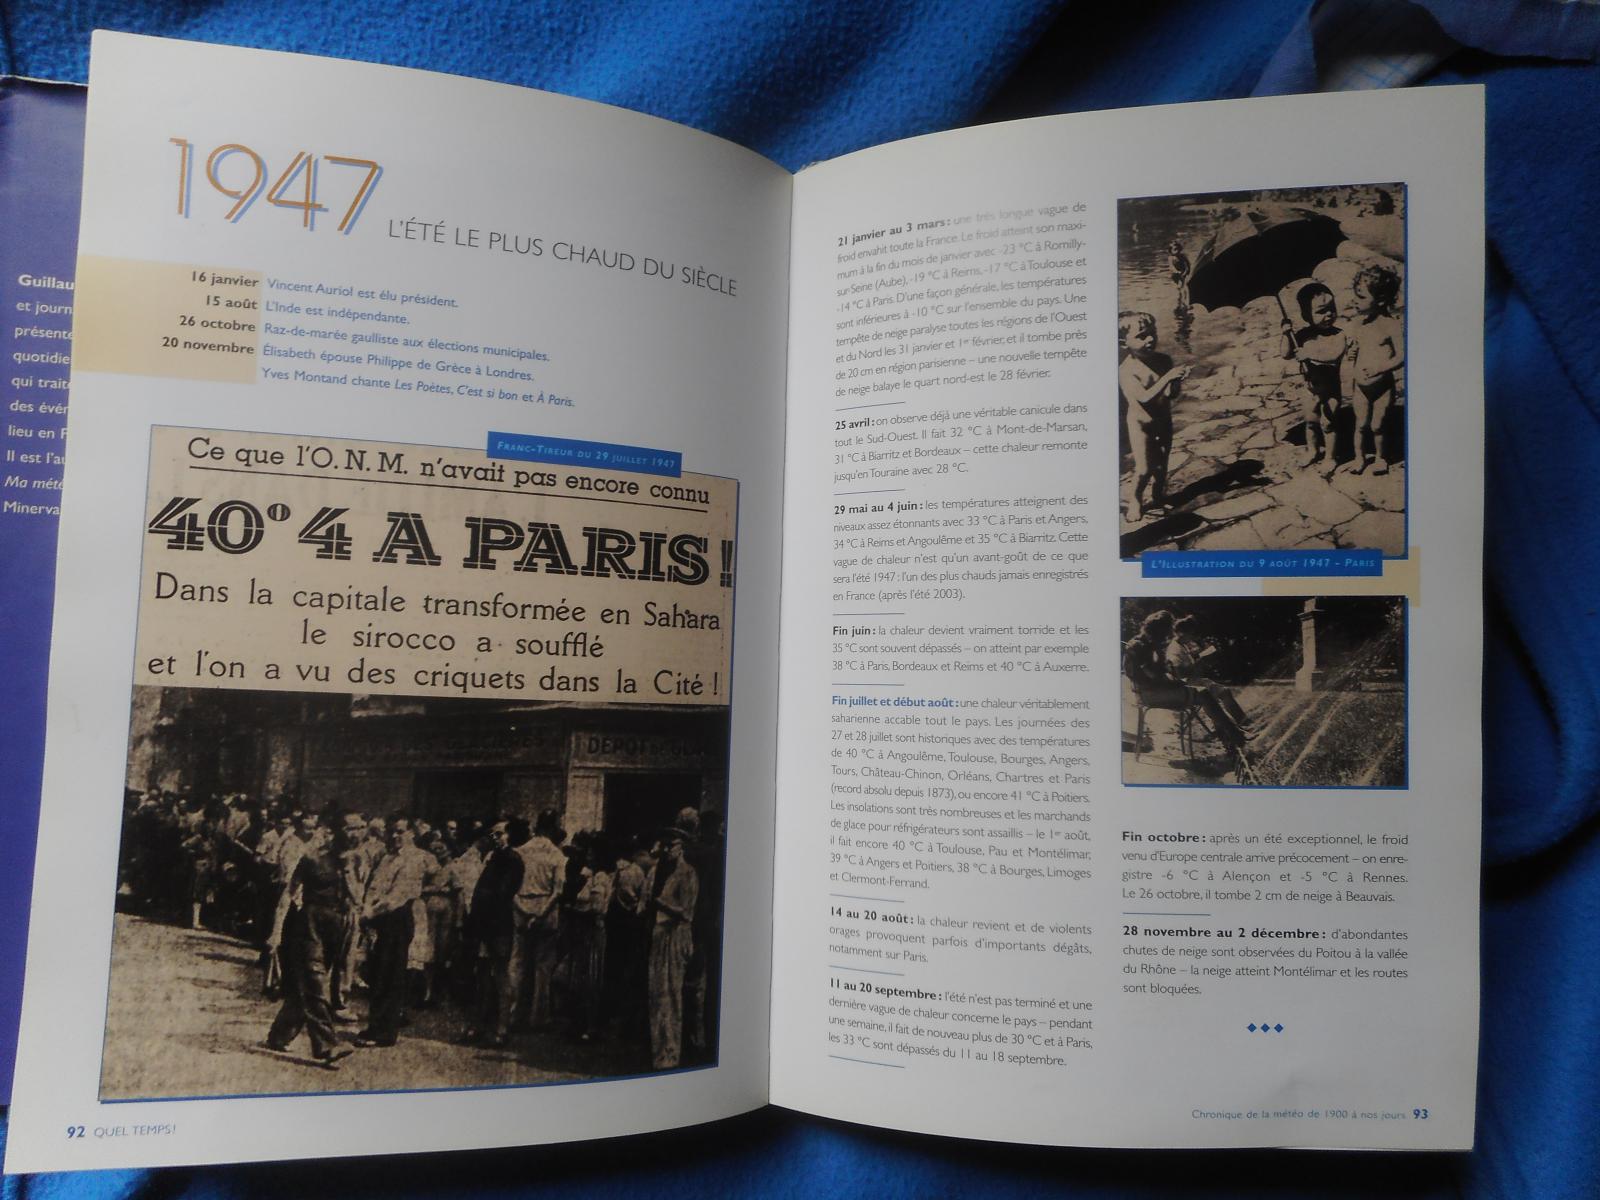 Guillau
et journ
présente
quotidie
qui traite
des évér
lieu en F
Il est l'au
Ma mété
Minerva
1947
L'ÉTÉ LE PLUS CHAUD DU SIÈCLE
16 janvier Vincent Auriol est élu président.
15 août L'Inde est indépendante.
26 octobre Raz-de-marée gaulliste aux élections municipales.
20 novembre Élisabeth épouse Philippe de Grèce à Londres.
Yves Montand chante Les Poètes, C'est si bon et À Paris.
FRANC-TIREUR DU 29 JUILLET 1947
Ce que l'O.N.M. n'avait pas encore connu
40°4 A PARIS!
Dans la capitale transformée en Sahara
le sirocco a soufflé
et l'on a vu des criquets dans la Cité!
92 QUEL TEMPS!
21 janvier au 3 mars : une très longue vague de
froid envahit toute la France. Le froid atteint son maxi-
mum à la fin du mois de janvier avec -23 °C à Romilly-
sur-Seine (Aube), -19 °C à Reims, -17 °C à Toulouse et
-14 °C à Paris. D'une façon générale, les températures
sont inférieures à -10 °C sur l'ensemble du pays. Une
tempête de neige paralyse toutes les régions de l'Ouest
et du Nord les 31 janvier et 1er février, et il tombe près
de 20 cm en région parisienne – une nouvelle tempête
de neige balaye le quart nord-est le 28 février.
25 avril : on observe déjà une véritable canicule dans
tout le Sud-Ouest. Il fait 32 °C à Mont-de-Marsan,
31 °C à Biarritz et Bordeaux – cette chaleur remonte
jusqu'en Touraine avec 28 °C.
29 mai au 4 juin : les températures atteignent des
niveaux assez étonnants avec 33 °C à Paris et Angers,
34 °C à Reims et Angoulême et 35 °C à Biarritz. Cette
vague de chaleur n'est qu'un avant-goût de ce que
sera l'été 1947 : l'un des plus chauds jamais enregistrés
en France (après l'été 2003).
Fin juin : la chaleur devient vraiment torride et les
35 °C sont souvent dépassés – on atteint par exemple
38 °C à Paris, Bordeaux et Reims et 40 °C à Auxerre.
Fin juillet et début août : une chaleur véritablement
saharienne accable tout le pays. Les journées des
27 et 28 juillet sont historiques avec des températures
de 40 °C à Angoulême, Toulouse, Bourges, Angers,
Tours, Château-Chinon, Orléans, Chartres et Paris
(record absolu depuis 1873), ou encore 41 °C à Poitiers.
Les insolations sont très nombreuses et les marchands
de glace pour réfrigérateurs sont assaillis – le 1er août,
il fait encore 40 °C à Toulouse, Pau et Montélimar,
39 °C à Angers et Poitiers, 38 °C à Bourges, Limoges
et Clermont-Ferrand.
14 au 20 août : la chaleur revient et de violents
orages provoquent parfois d'importants dégâts,
notamment sur Paris.
11 au 20 septembre : l'été n'est pas terminé et une
dernière vague de chaleur concerne le pays – pendant
une semaine, il fait de nouveau plus de 30 °C et à Paris,
les 33 °C sont dépassés du 11 au 18 septembre.
L'ILLUSTRATION DU 9 AOÛT 1947 - PARIS
Fin octobre : après un été exceptionnel, le froid
venu d'Europe centrale arrive précocement – on enre-
gistre -6 °C à Alençon et -5 °C à Rennes.
Le 26 octobre, il tombe 2 cm de neige à Beauvais.
28 novembre au 2 décembre : d'abondantes
chutes de neige sont observées du Poitou à la vallée
du Rhône – la neige atteint Montélimar et les routes
sont bloquées.
Chronique de la météo de 1900 à nos jours 93